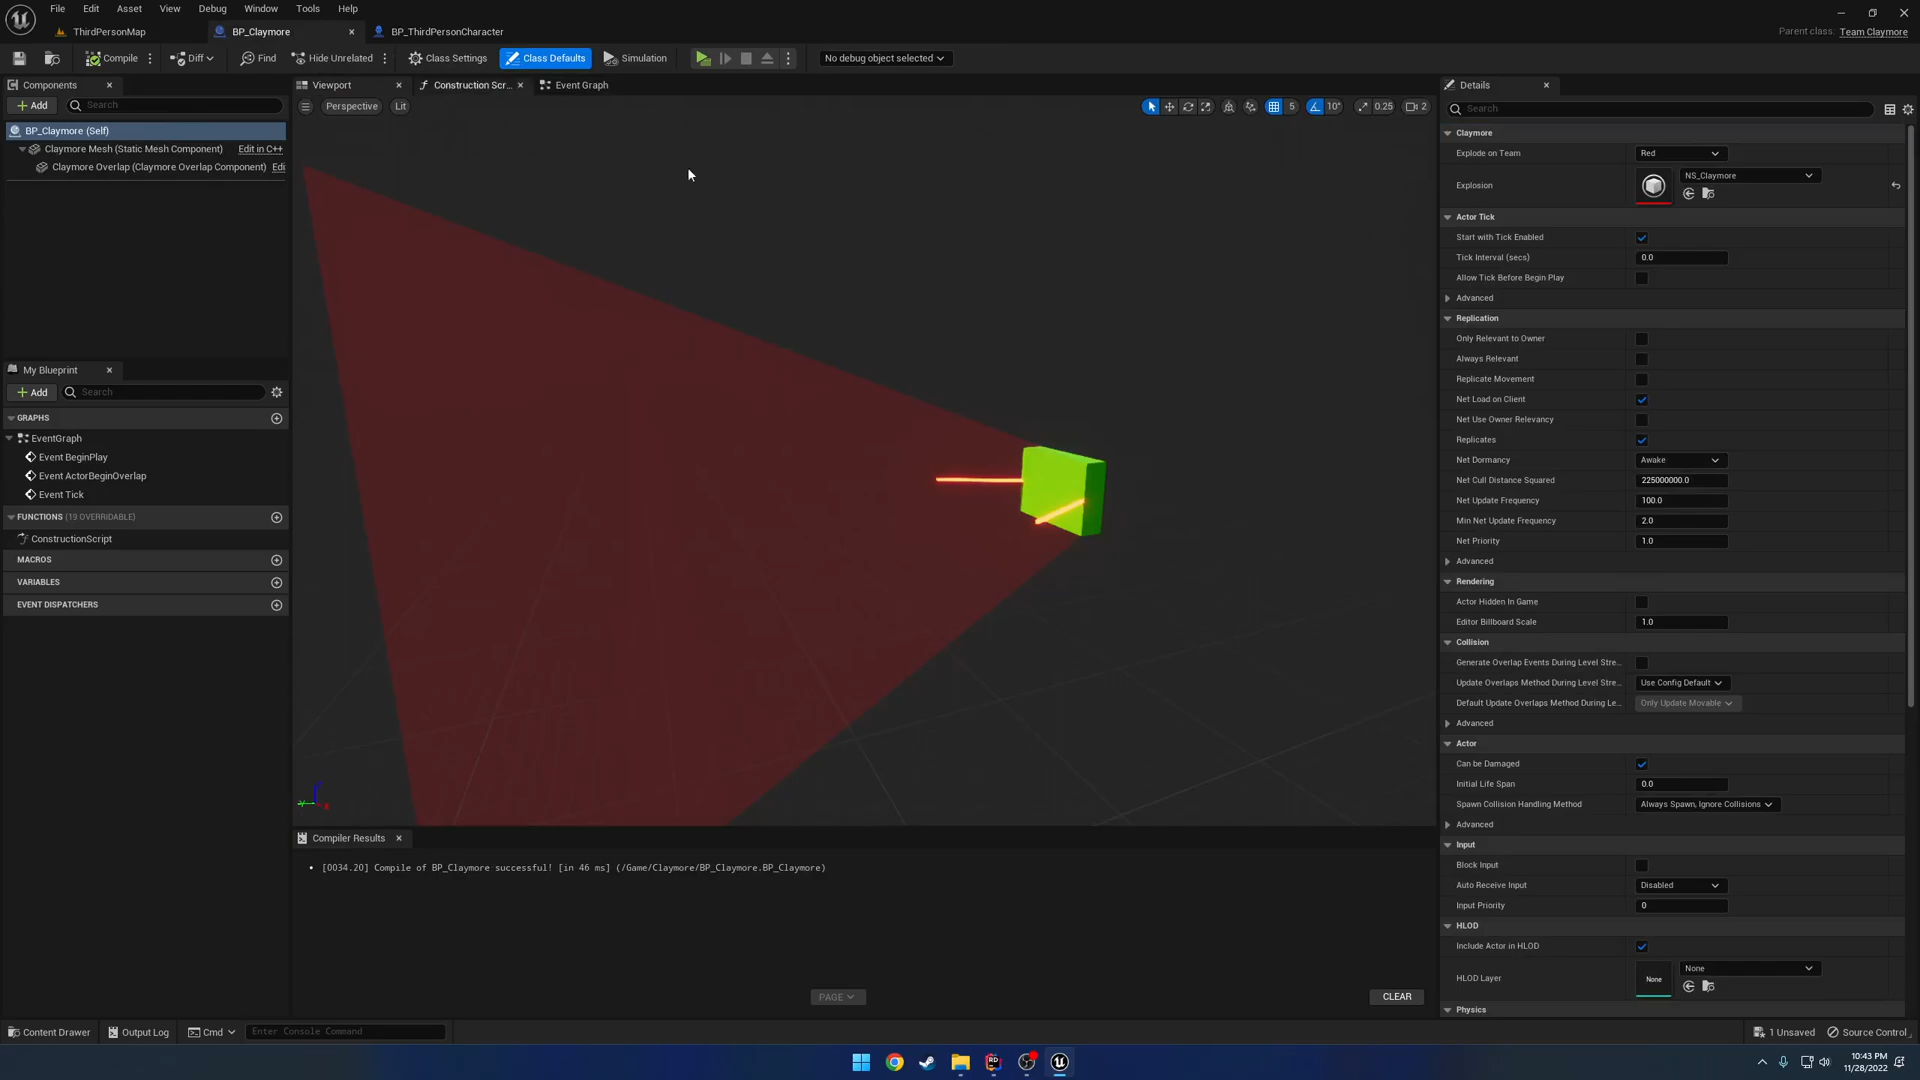 File Edit Asset View Debug Window Tools Help
ThirdPersonMap BP_Claymore BP_ThirdPersonCharacter
Parent class: Team Claymore
Compile Diff Find Hide Unrelated Class Settings Class Defaults Simulation No debug object selected
Components
Add Search
BP_Claymore (Self)
Claymore Mesh (Static Mesh Component) Edit in C++
Claymore Overlap (Claymore Overlap Component) Edi
My Blueprint
Add Search
GRAPHS
EventGraph
Event BeginPlay
Event ActorBeginOverlap
Event Tick
FUNCTIONS (19 OVERRIDABLE)
ConstructionScript
MACROS
VARIABLES
EVENT DISPATCHERS
Viewport Construction Scr... Event Graph
Perspective Lit
5 10° 0.25 2
Compiler Results
[0034.20] Compile of BP_Claymore successful! [in 46 ms] (/Game/Claymore/BP_Claymore.BP_Claymore)
PAGE CLEAR
Details
Search
Claymore
Explode on Team Red
Explosion NS_Claymore
Actor Tick
Start with Tick Enabled
Tick Interval (secs) 0.0
Allow Tick Before Begin Play
Advanced
Replication
Only Relevant to Owner
Always Relevant
Replicate Movement
Net Load on Client
Net Use Owner Relevancy
Replicates
Net Dormancy Awake
Net Cull Distance Squared 225000000.0
Net Update Frequency 100.0
Min Net Update Frequency 2.0
Net Priority 1.0
Advanced
Rendering
Actor Hidden In Game
Editor Billboard Scale 1.0
Collision
Generate Overlap Events During Level Stre...
Update Overlaps Method During Level Stre... Use Config Default
Default Update Overlaps Method During Le... Only Update Movable
Advanced
Actor
Can be Damaged
Initial Life Span 0.0
Spawn Collision Handling Method Always Spawn, Ignore Collisions
Advanced
Input
Block Input
Auto Receive Input Disabled
Input Priority 0
HLOD
Include Actor in HLOD
HLOD Layer None None
Physics
Content Drawer Output Log Cmd Enter Console Command 1 Unsaved Source Control
10:43 PM
11/28/2022